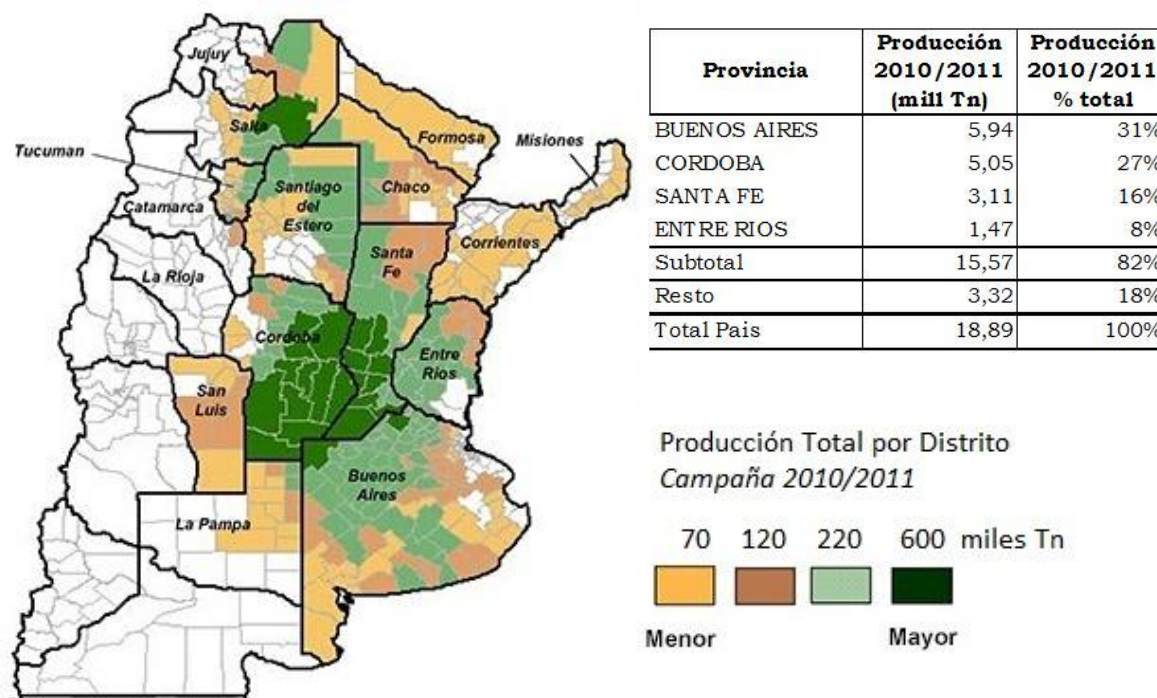 Jujuy
Salta
Formosa
Misiones
Tucuman
Santiago
del
Estero
Chaco
Catamarca
Corrientes
Santa
Fe
La Rioja
Cordoba
Entre
Rios
San
Luis
Buenos
Aires
La Pampa
Provincia Producción 2010/2011 (mill Tn) Producción 2010/2011 % total
BUENOS AIRES 5,94 31%
CORDOBA 5,05 27%
SANTA FE 3,11 16%
ENTRE RIOS 1,47 8%
Subtotal 15,57 82%
Resto 3,32 18%
Total Pais 18,89 100%
Producción Total por Distrito
Campaña 2010/2011
70 120 220 600 miles Tn
Menor Mayor